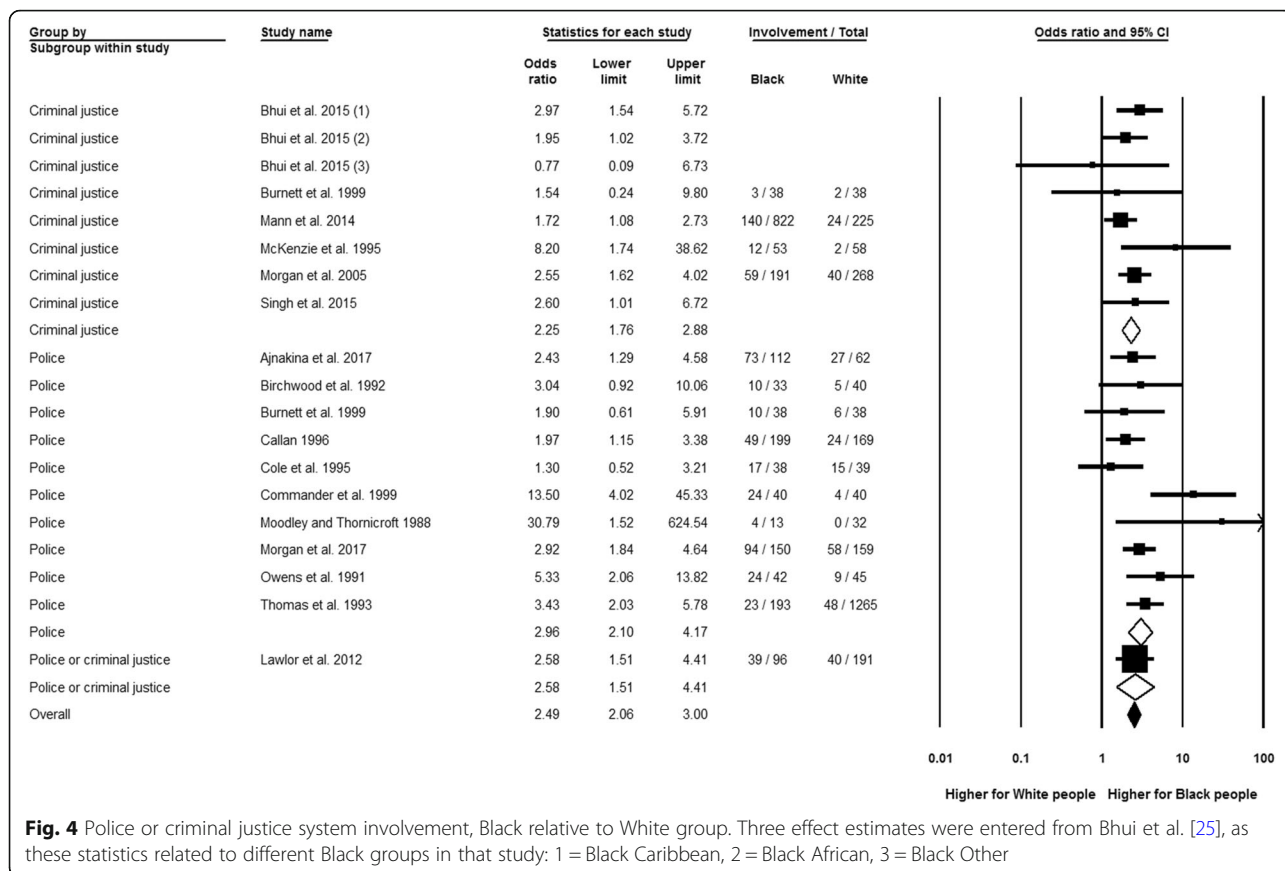 Group by Study name Statistics for each study Involvement / Total Odds ratio and 95% CI
Subgroup within study
Odds Lower Upper
ratio limit limit Black White
Criminal justice Bhui et al. 2015 (1) 2.97 1.54 5.72
Criminal justice Bhui et al. 2015 (2) 1.95 1.02 3.72
Criminal justice Bhui et al. 2015 (3) 0.77 0.09 6.73
Criminal justice Burnett et al. 1999 1.54 0.24 9.80 3 / 38 2 / 38
Criminal justice Mann et al. 2014 1.72 1.08 2.73 140 / 822 24 / 225
Criminal justice McKenzie et al. 1995 8.20 1.74 38.62 12 / 53 2 / 58
Criminal justice Morgan et al. 2005 2.55 1.62 4.02 59 / 191 40 / 268
Criminal justice Singh et al. 2015 2.60 1.01 6.72
Criminal justice 2.25 1.76 2.88
Police Ajnakina et al. 2017 2.43 1.29 4.58 73 / 112 27 / 62
Police Birchwood et al. 1992 3.04 0.92 10.06 10 / 33 5 / 40
Police Burnett et al. 1999 1.90 0.61 5.91 10 / 38 6 / 38
Police Callan 1996 1.97 1.15 3.38 49 / 199 24 / 169
Police Cole et al. 1995 1.30 0.52 3.21 17 / 38 15 / 39
Police Commander et al. 1999 13.50 4.02 45.33 24 / 40 4 / 40
Police Moodley and Thornicroft 1988 30.79 1.52 624.54 4 / 13 0 / 32
Police Morgan et al. 2017 2.92 1.84 4.64 94 / 150 58 / 159
Police Owens et al. 1991 5.33 2.06 13.82 24 / 42 9 / 45
Police Thomas et al. 1993 3.43 2.03 5.78 23 / 193 48 / 1265
Police 2.96 2.10 4.17
Police or criminal justice Lawlor et al. 2012 2.58 1.51 4.41 39 / 96 40 / 191
Police or criminal justice 2.58 1.51 4.41
Overall 2.49 2.06 3.00
0.01 0.1 1 10 100
Higher for White people Higher for Black people
Fig. 4 Police or criminal justice system involvement, Black relative to White group. Three effect estimates were entered from Bhui et al. [25], as
these statistics related to different Black groups in that study: 1 = Black Caribbean, 2 = Black African, 3 = Black Other